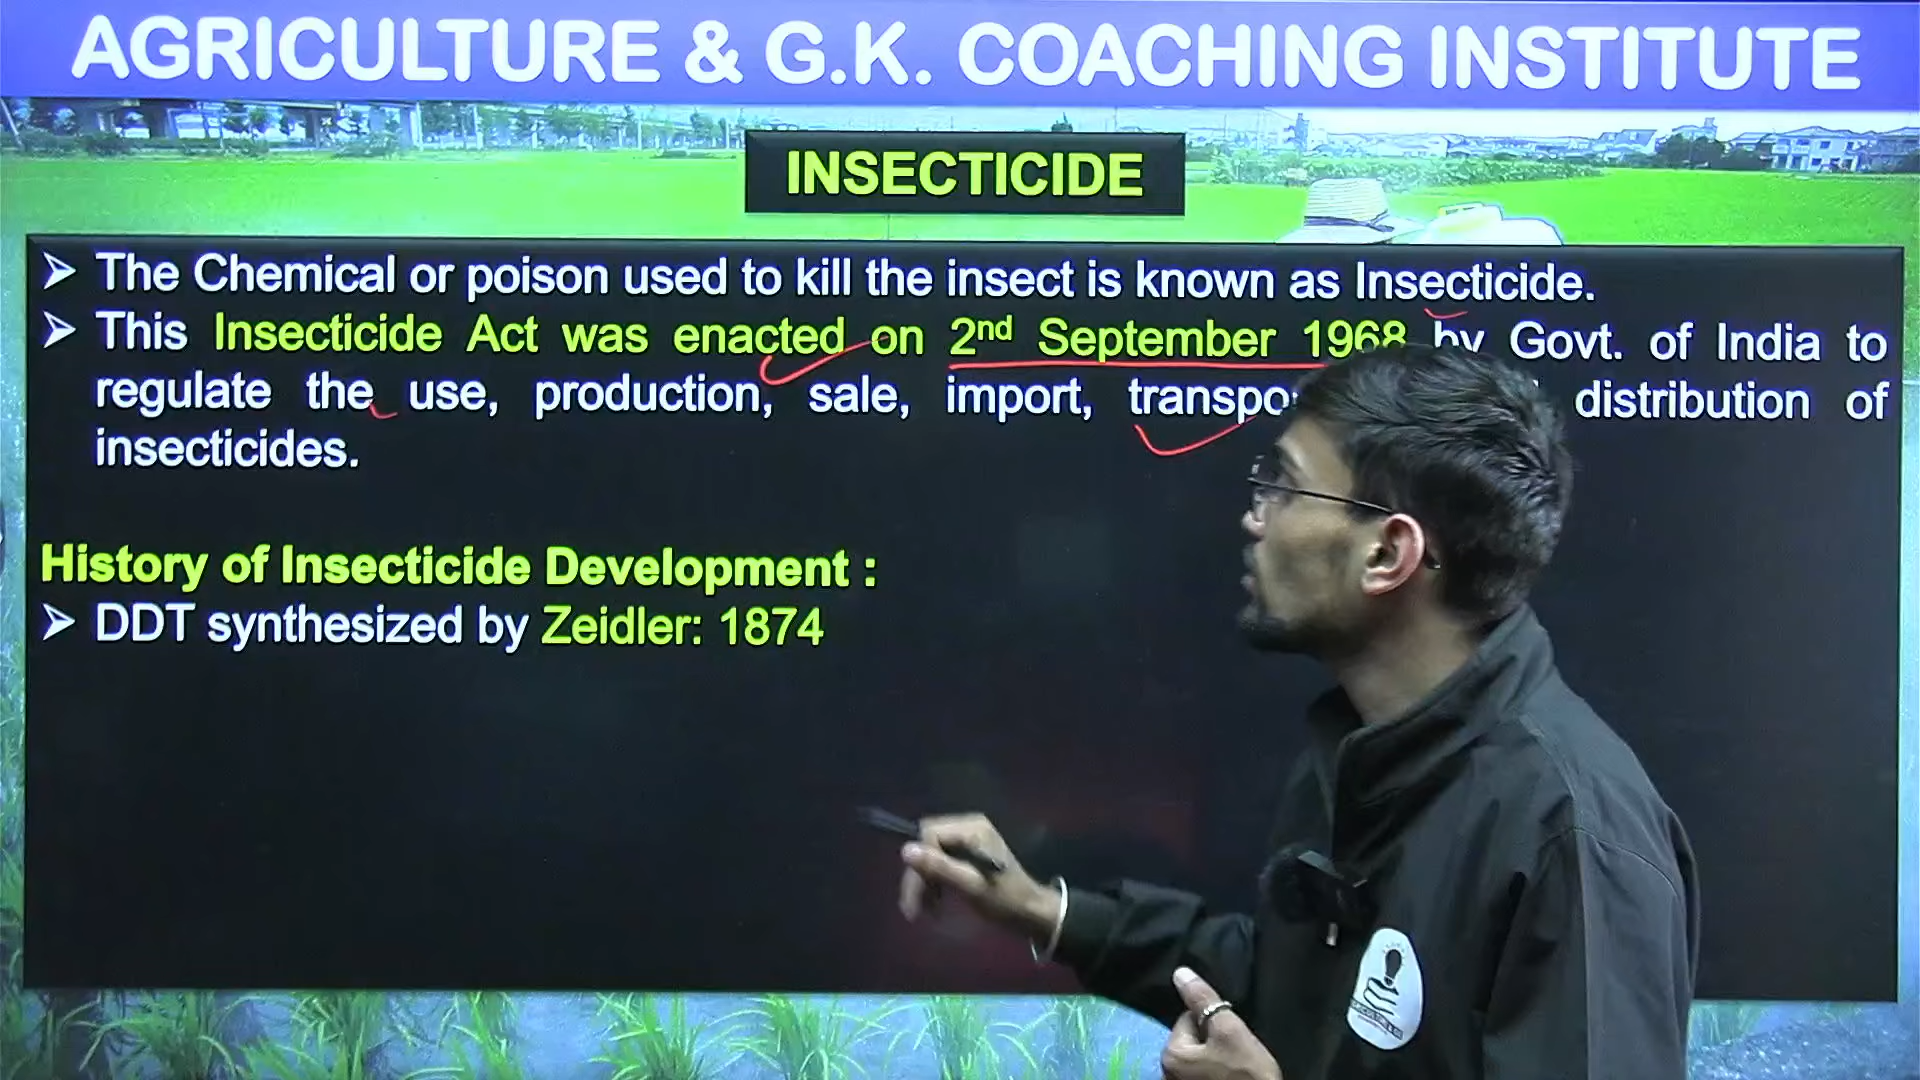 AGRICULTURE & G.K. COACHING INSTITUTE
INSECTICIDE
➤ The Chemical or poison used to kill the insect is known as Insecticide.
➤ This Insecticide Act was enacted on 2nd September 1968 by Govt. of India to
regulate the use, production, sale, import, distribution of
insecticides.
History of Insecticide Development :
➤ DDT synthesized by Zeidler: 1874